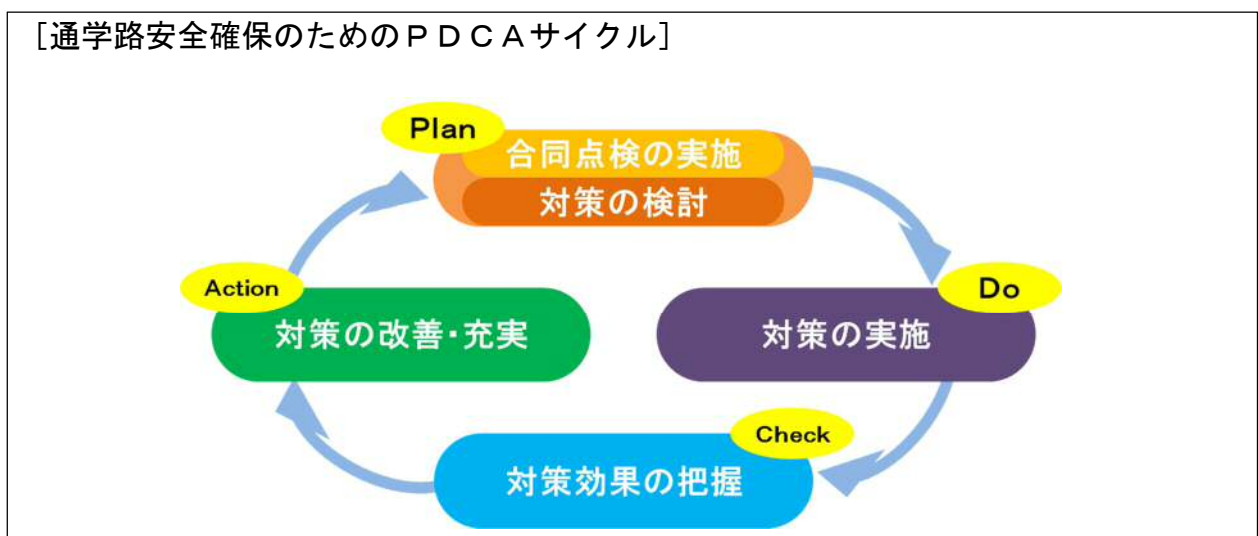 ［通学路安全確保のためのＰＤＣＡサイクル］
Plan
合同点検の実施
対策の検討
Do
対策の実施
Check
対策効果の把握
Action
対策の改善・充実